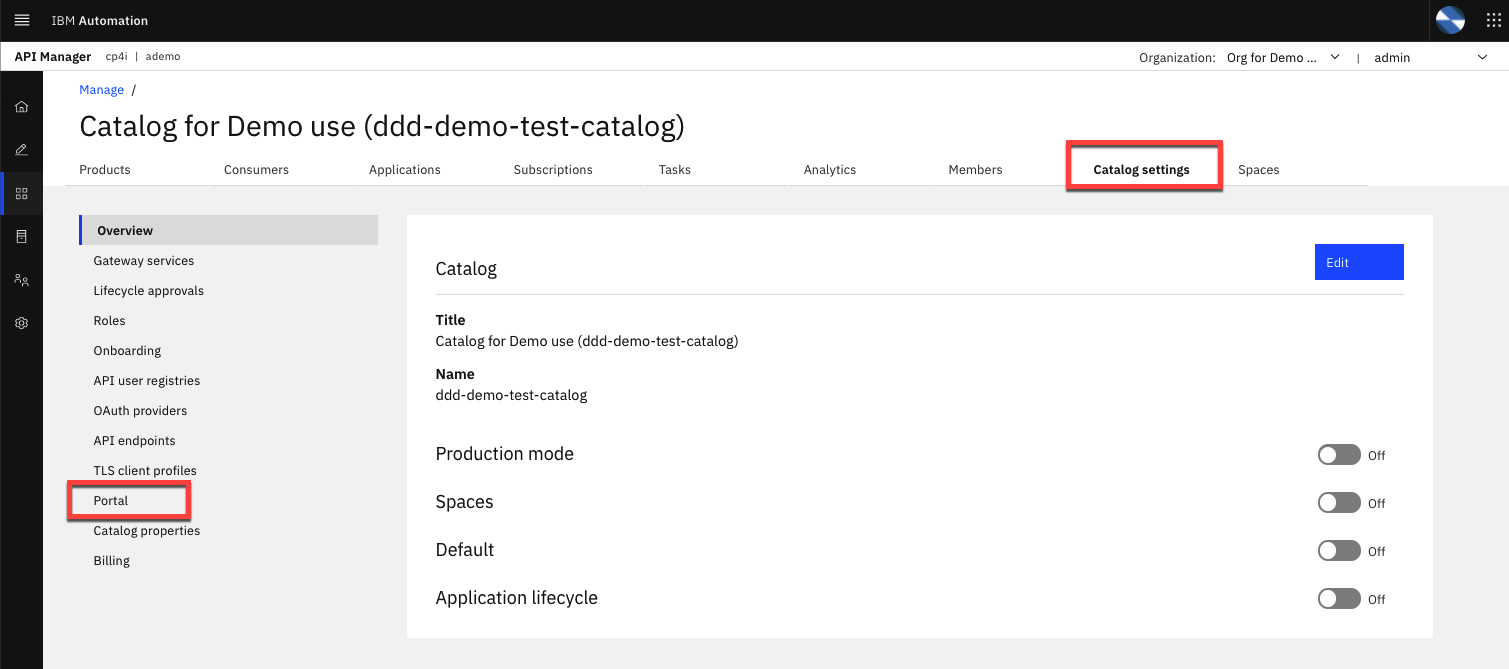 IBM Automation
API Manager cp4i | ademo Organization: Org for Demo ... | admin
Manage /
Catalog for Demo use (ddd-demo-test-catalog)
Products Consumers Applications Subscriptions Tasks Analytics Members Catalog settings Spaces
Overview
Gateway services
Lifecycle approvals
Roles
Onboarding
API user registries
OAuth providers
API endpoints
TLS client profiles
Portal
Catalog properties
Billing
Catalog
Edit
Title
Catalog for Demo use (ddd-demo-test-catalog)
Name
ddd-demo-test-catalog
Production mode Off
Spaces Off
Default Off
Application lifecycle Off